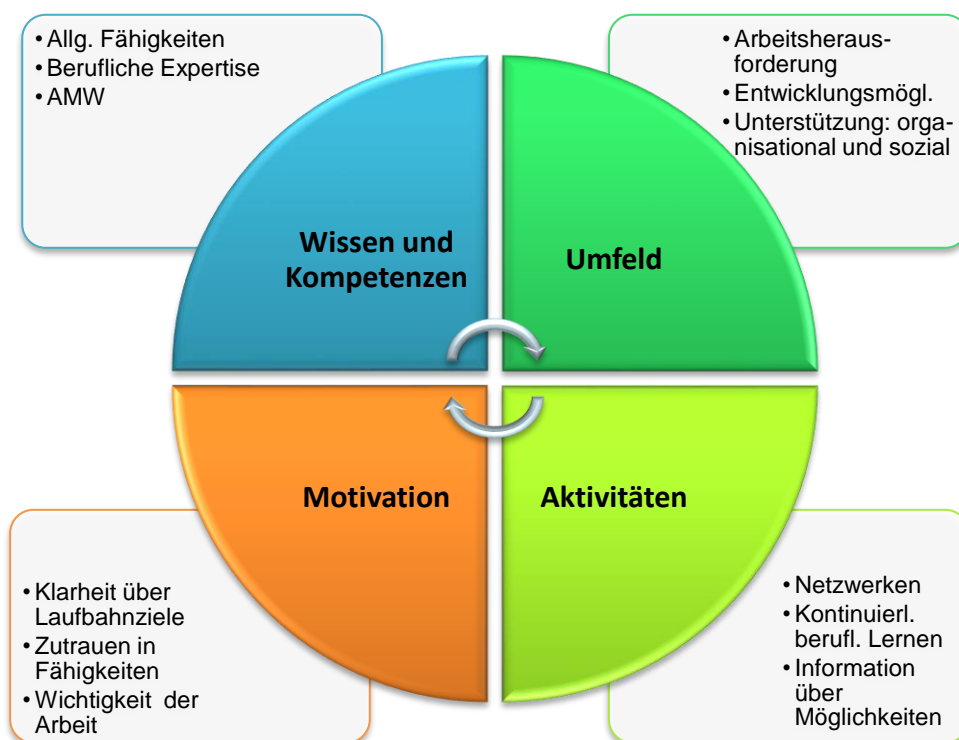 • Allg. Fähigkeiten
• Berufliche Expertise
• AMW
• Arbeitsheraus-
forderung
• Entwicklungsmögl.
• Unterstützung: orga-
nisational und sozial
Wissen und
Kompetenzen
Umfeld
Motivation
Aktivitäten
• Klarheit über
Laufbahnziele
• Zutrauen in
Fähigkeiten
• Wichtigkeit der
Arbeit
• Netzwerken
• Kontinuierl.
berufl. Lernen
• Information
über
Möglichkeiten